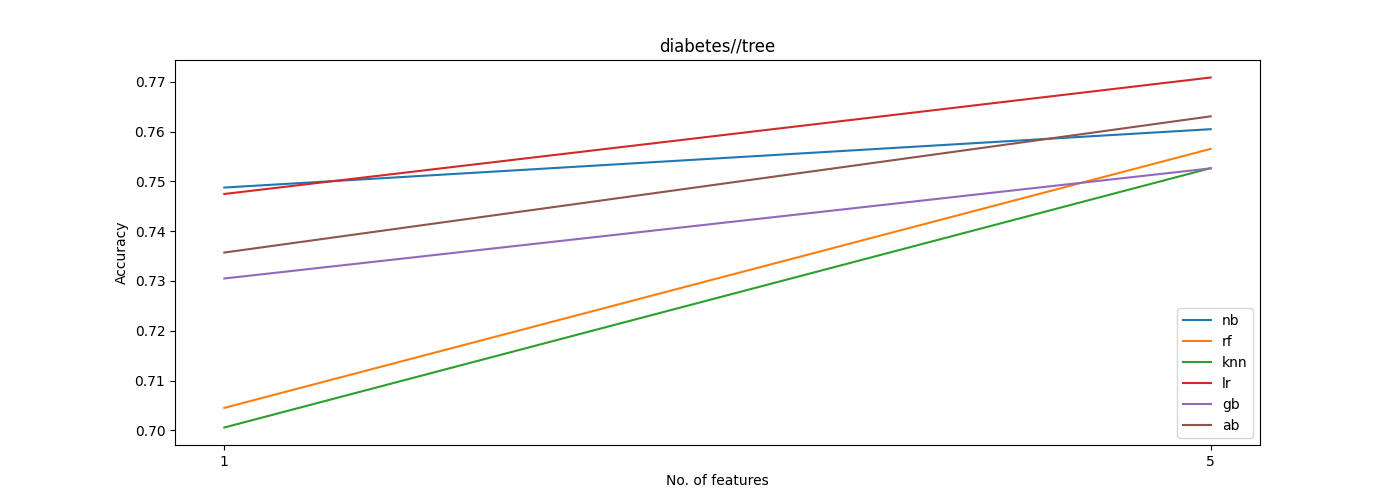 diabetes//tree
0.77
0.76
0.75
0.74
0.73
0.72
0.71
0.70
Accuracy
1
5
No. of features
nb
rf
knn
lr
gb
ab